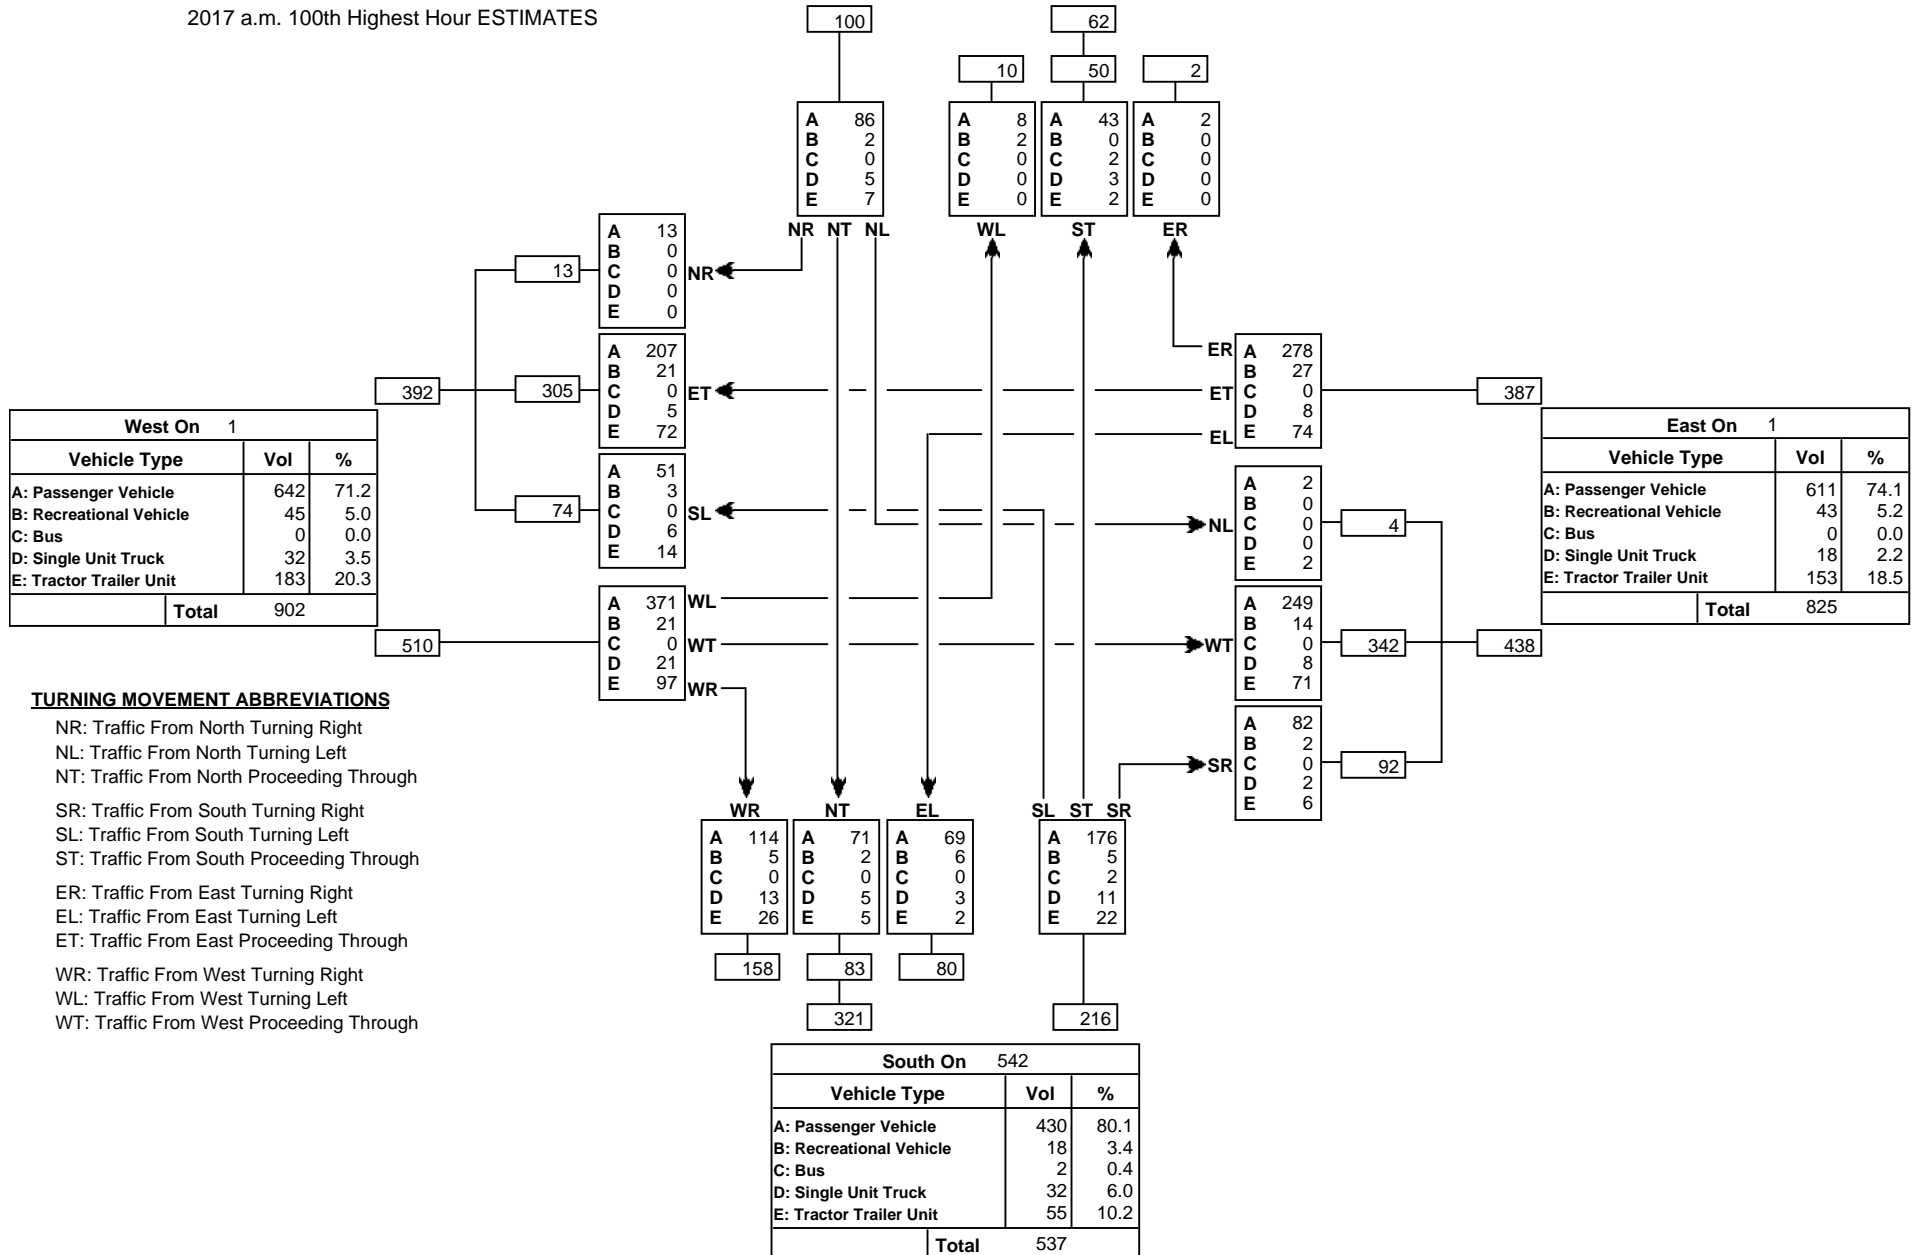 2017 a.m. 100th Highest Hour ESTIMATES
100
62
10
50
2
A 86
B 2
C 0
D 5
E 7
A 8
B 2
C 0
D 0
E 0
A 43
B 0
C 2
D 3
E 2
A 2
B 0
C 0
D 0
E 0
NR NT NL
WL
ST
ER
13
A 13
B 0
C 0
D 0
E 0
NR
392
305
A 207
B 21
C 0
D 5
E 72
ET
74
A 51
B 3
C 0
D 6
E 14
SL
ER
ET
EL
A 278
B 27
C 0
D 8
E 74
387
NL
A 2
B 0
C 0
D 0
E 2
4
West On 1
Vehicle Type Vol %
A: Passenger Vehicle 642 71.2
B: Recreational Vehicle 45 5.0
C: Bus 0 0.0
D: Single Unit Truck 32 3.5
E: Tractor Trailer Unit 183 20.3
Total 902
East On 1
Vehicle Type Vol %
A: Passenger Vehicle 611 74.1
B: Recreational Vehicle 43 5.2
C: Bus 0 0.0
D: Single Unit Truck 18 2.2
E: Tractor Trailer Unit 153 18.5
Total 825
510
A 371
B 21
C 0
D 21
E 97
WL
WT
WR
WT
A 249
B 14
C 0
D 8
E 71
342
438
SR
A 82
B 2
C 0
D 2
E 6
92
TURNING MOVEMENT ABBREVIATIONS
NR: Traffic From North Turning Right
NL: Traffic From North Turning Left
NT: Traffic From North Proceeding Through
SR: Traffic From South Turning Right
SL: Traffic From South Turning Left
ST: Traffic From South Proceeding Through
ER: Traffic From East Turning Right
EL: Traffic From East Turning Left
ET: Traffic From East Proceeding Through
WR: Traffic From West Turning Right
WL: Traffic From West Turning Left
WT: Traffic From West Proceeding Through
WR
NT
EL
SL ST SR
A 114
B 5
C 0
D 13
E 26
A 71
B 2
C 0
D 5
E 5
A 69
B 6
C 0
D 3
E 2
A 176
B 5
C 2
D 11
E 22
158
83
80
321
216
South On 542
Vehicle Type Vol %
A: Passenger Vehicle 430 80.1
B: Recreational Vehicle 18 3.4
C: Bus 2 0.4
D: Single Unit Truck 32 6.0
E: Tractor Trailer Unit 55 10.2
Total 537